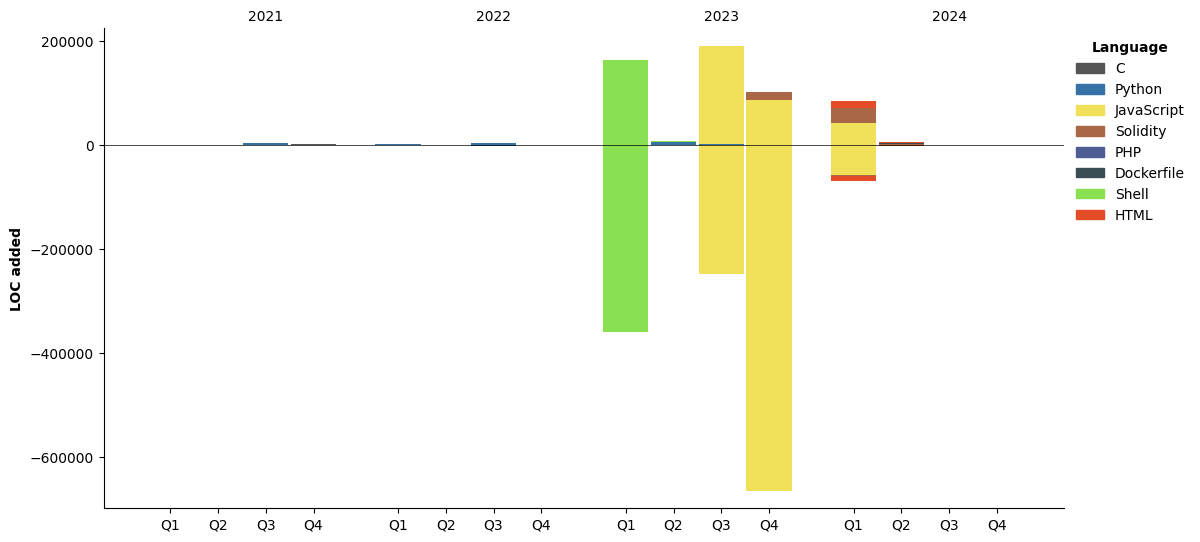 2021 2022 2023 2024
200000
0
−200000
−400000
−600000
LOC added
Q1 Q2 Q3 Q4 Q1 Q2 Q3 Q4 Q1 Q2 Q3 Q4 Q1 Q2 Q3 Q4
Language
C
Python
JavaScript
Solidity
PHP
Dockerfile
Shell
HTML